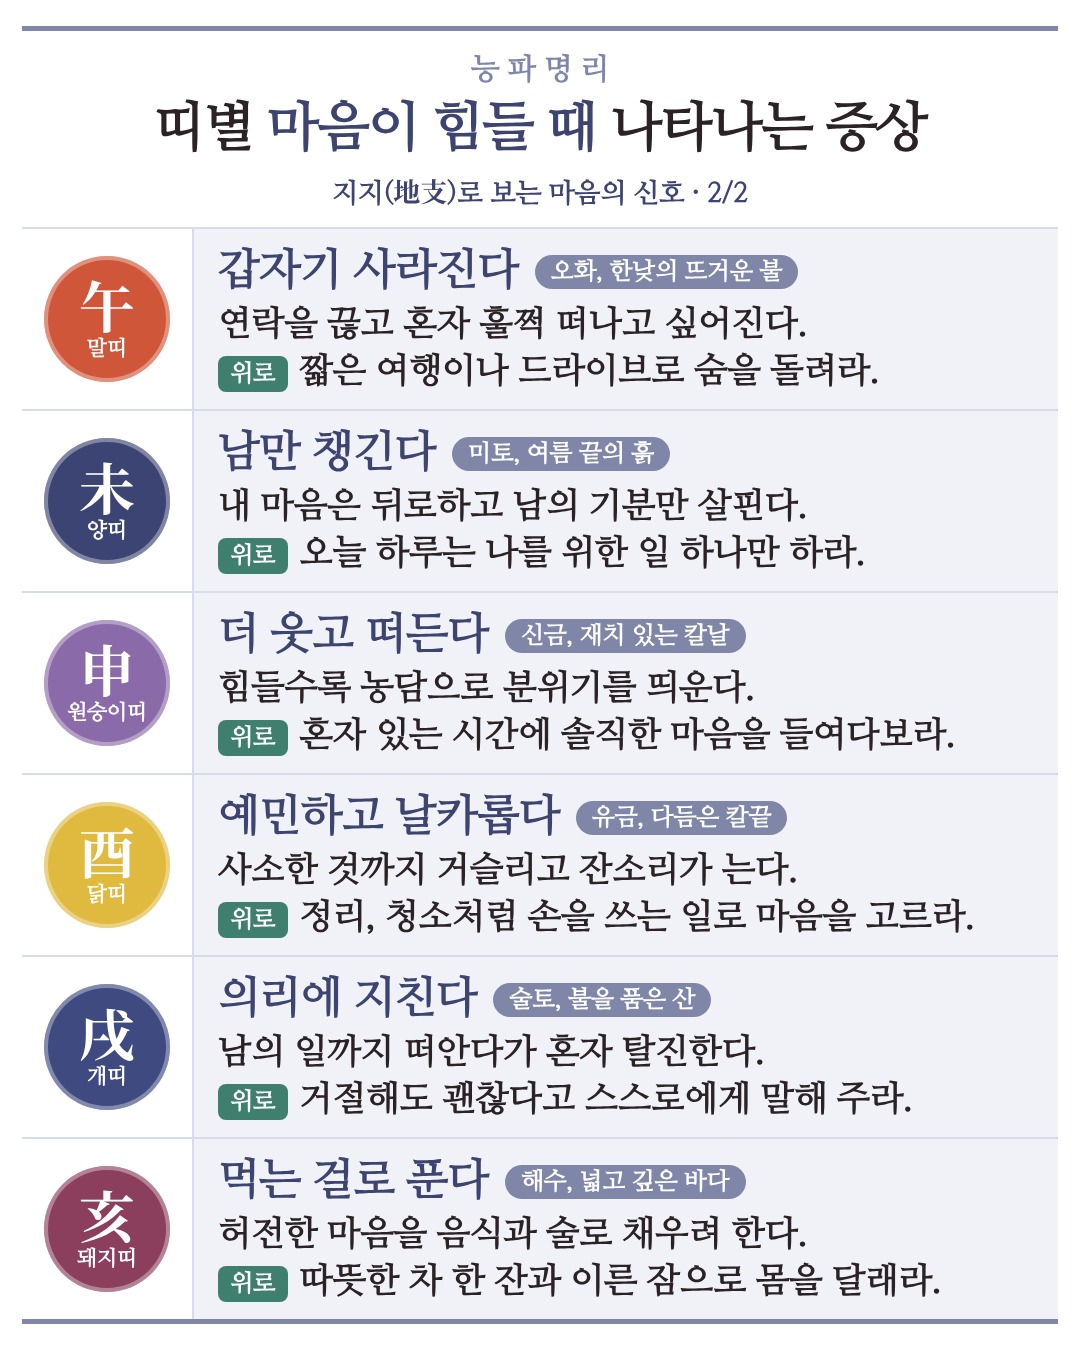 능파명리
띠별 마음이 힘들 때 나타나는 증상
지지(地支)로 보는 마음의 신호 · 2/2
午
말띠
갑자기 사라진다 오화, 한낮의 뜨거운 불
연락을 끊고 혼자 훌쩍 떠나고 싶어진다.
위로 짧은 여행이나 드라이브로 숨을 돌려라.
未
양띠
남만 챙긴다 미토, 여름 끝의 흙
내 마음은 뒤로하고 남의 기분만 살핀다.
위로 오늘 하루는 나를 위한 일 하나만 하라.
申
원숭이띠
더 웃고 떠든다 신금, 재치 있는 칼날
힘들수록 농담으로 분위기를 띄운다.
위로 혼자 있는 시간에 솔직한 마음을 들여다보라.
酉
닭띠
예민하고 날카롭다 유금, 다듬은 칼끝
사소한 것까지 거슬리고 잔소리가 는다.
위로 정리, 청소처럼 손을 쓰는 일로 마음을 고르라.
戌
개띠
의리에 지친다 술토, 불을 품은 산
남의 일까지 떠안다가 혼자 탈진한다.
위로 거절해도 괜찮다고 스스로에게 말해 주라.
亥
돼지띠
먹는 걸로 푼다 해수, 넓고 깊은 바다
허전한 마음을 음식과 술로 채우려 한다.
위로 따뜻한 차 한 잔과 이른 잠으로 몸을 달래라.